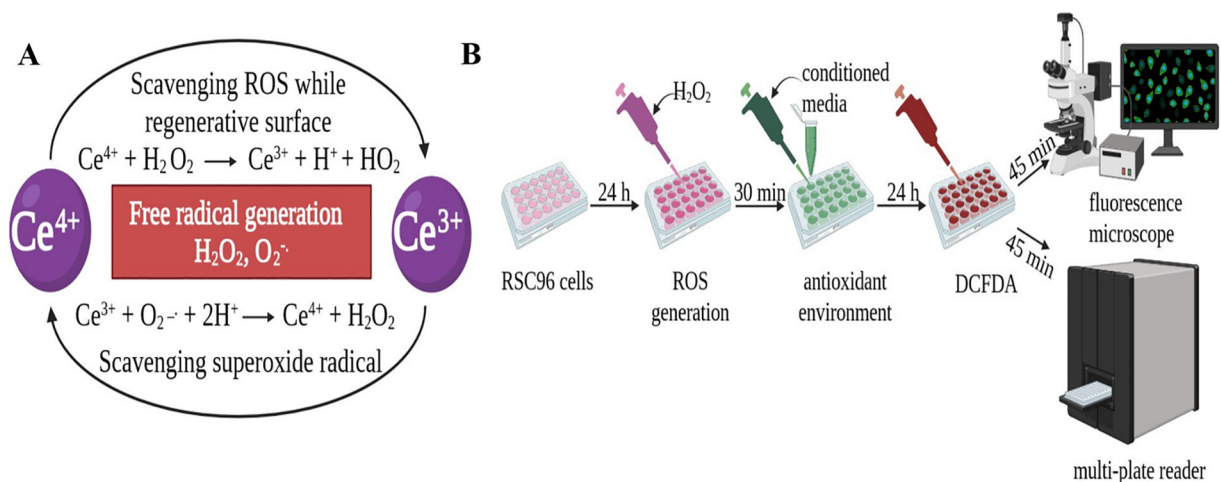 A
Scavenging ROS while
regenerative surface
Ce⁴⁺ + H₂O₂ → Ce³⁺ + H⁺ + HO₂
Ce⁴⁺
Free radical generation
H₂O₂, O₂⁻·
Ce³⁺
Ce³⁺ + O₂⁻· + 2H⁺ → Ce⁴⁺ + H₂O₂
Scavenging superoxide radical
B
H₂O₂
conditioned
media
24 h
30 min
24 h
45 min
45 min
RSC96 cells
ROS
generation
antioxidant
environment
DCFDA
fluorescence
microscope
multi-plate reader